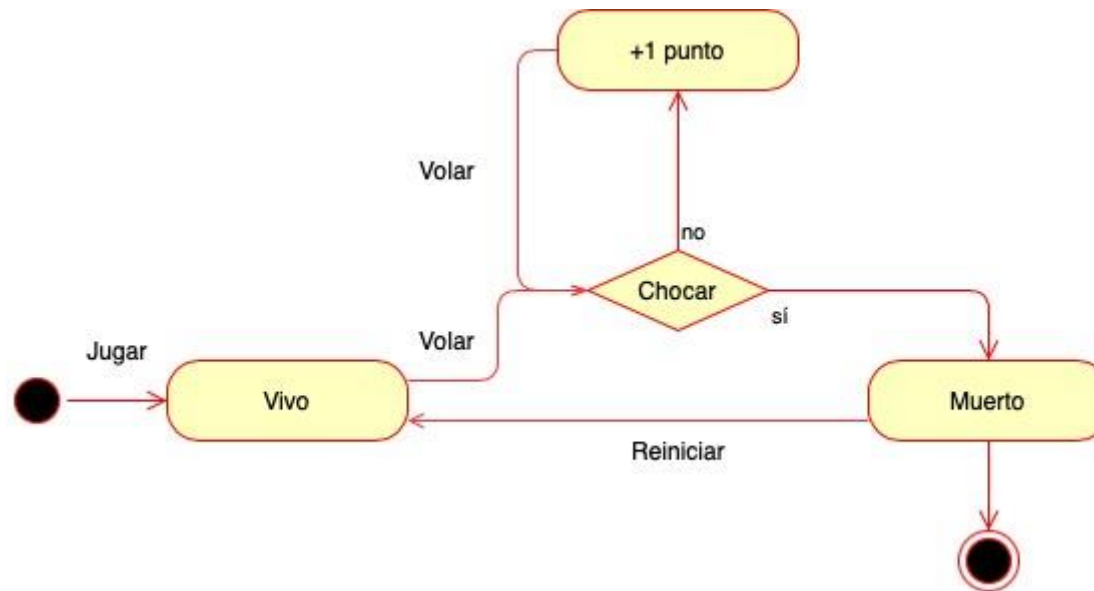 +1 punto
Volar
no
Chocar
sí
Volar
Jugar
Vivo
Muerto
Reiniciar